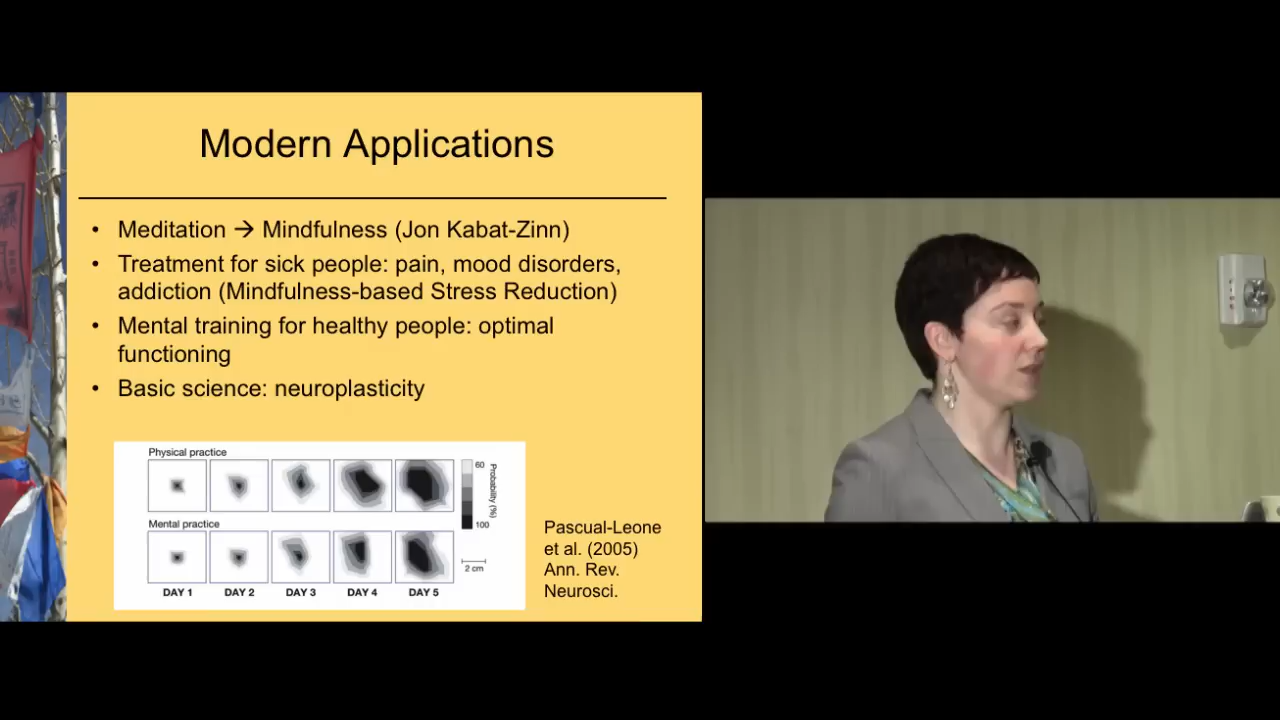 Modern Applications
• Meditation → Mindfulness (Jon Kabat-Zinn)
• Treatment for sick people: pain, mood disorders,
addiction (Mindfulness-based Stress Reduction)
• Mental training for healthy people: optimal
functioning
• Basic science: neuroplasticity
Physical practice
60
Probability (%)
100
Mental practice
2 cm
DAY 1 DAY 2 DAY 3 DAY 4 DAY 5
Pascual-Leone
et al. (2005)
Ann. Rev.
Neurosci.